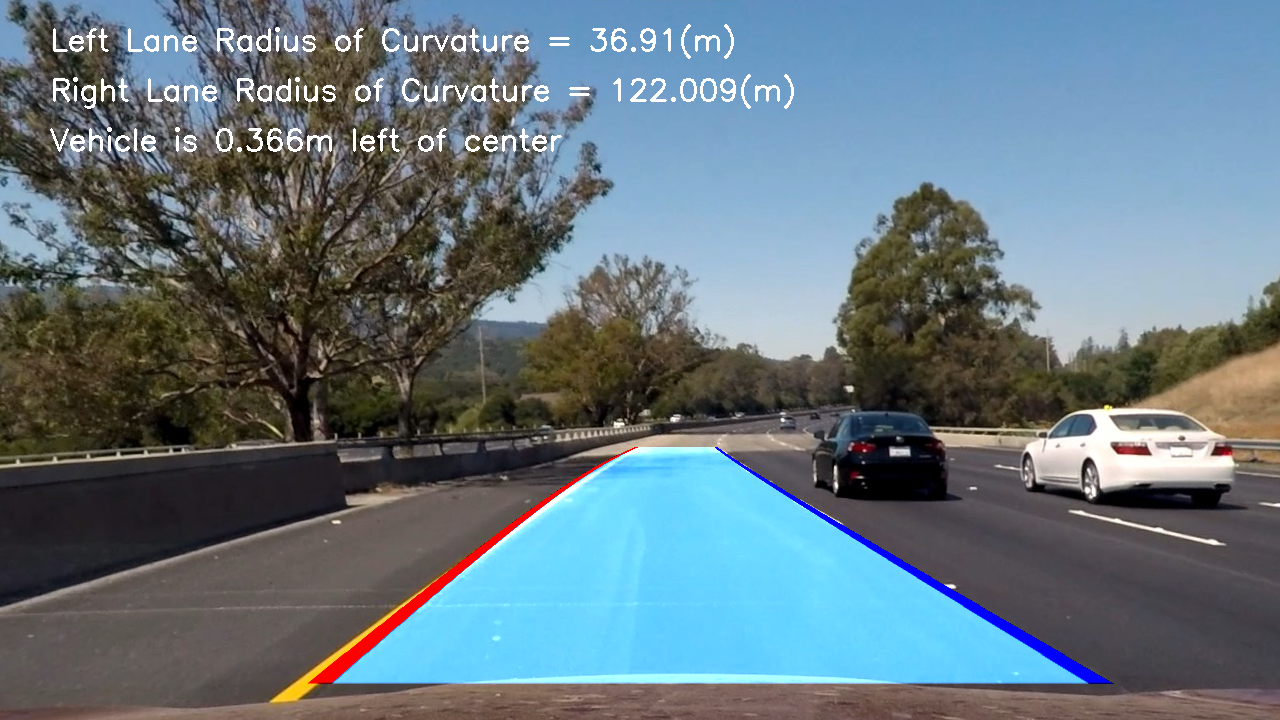 Left Lane Radius of Curvature = 36.91(m)
Right Lane Radius of Curvature = 122.009(m)
Vehicle is 0.366m left of center